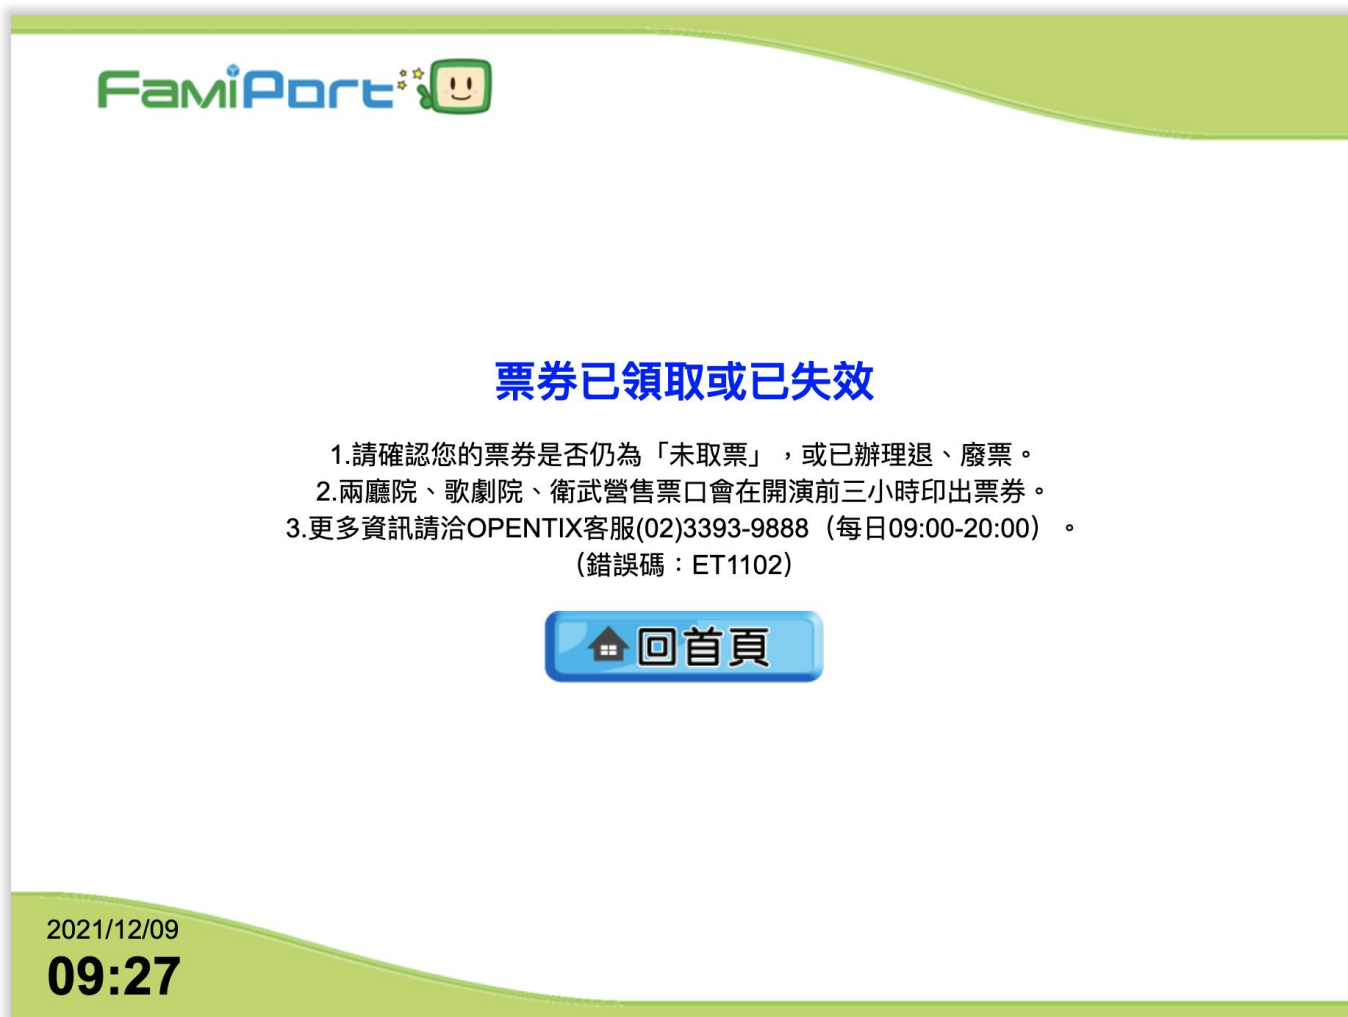 FamiPort
票券已領取或已失效
1.請確認您的票券是否仍為「未取票」，或已辦理退、廢票。
2.兩廳院、歌劇院、衛武營售票口會在開演前三小時印出票券。
3.更多資訊請洽OPENTIX客服(02)3393-9888（每日09:00-20:00）。
（錯誤碼：ET1102）
回首頁
2021/12/09
09:27